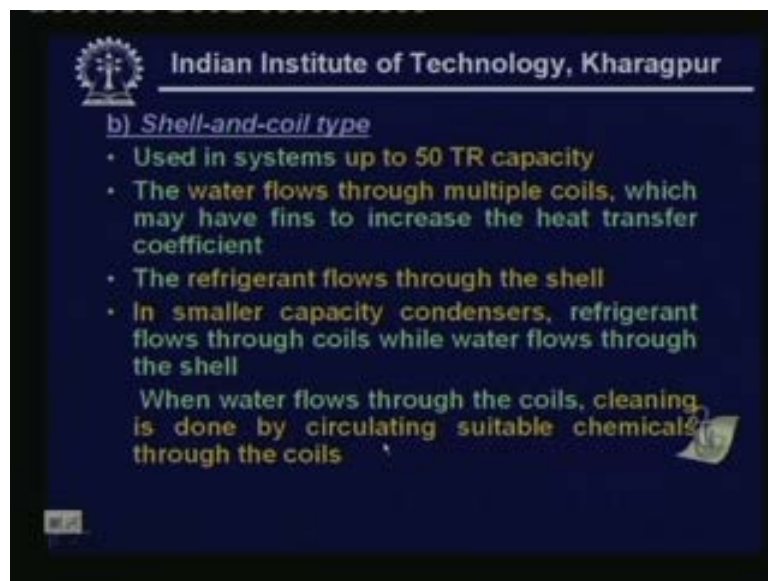 Indian Institute of Technology, Kharagpur
b) Shell-and-coil type
• Used in systems up to 50 TR capacity
• The water flows through multiple coils, which
may have fins to increase the heat transfer
coefficient
• The refrigerant flows through the shell
• In smaller capacity condensers, refrigerant
flows through coils while water flows through
the shell
When water flows through the coils, cleaning
is done by circulating suitable chemicals
through the coils